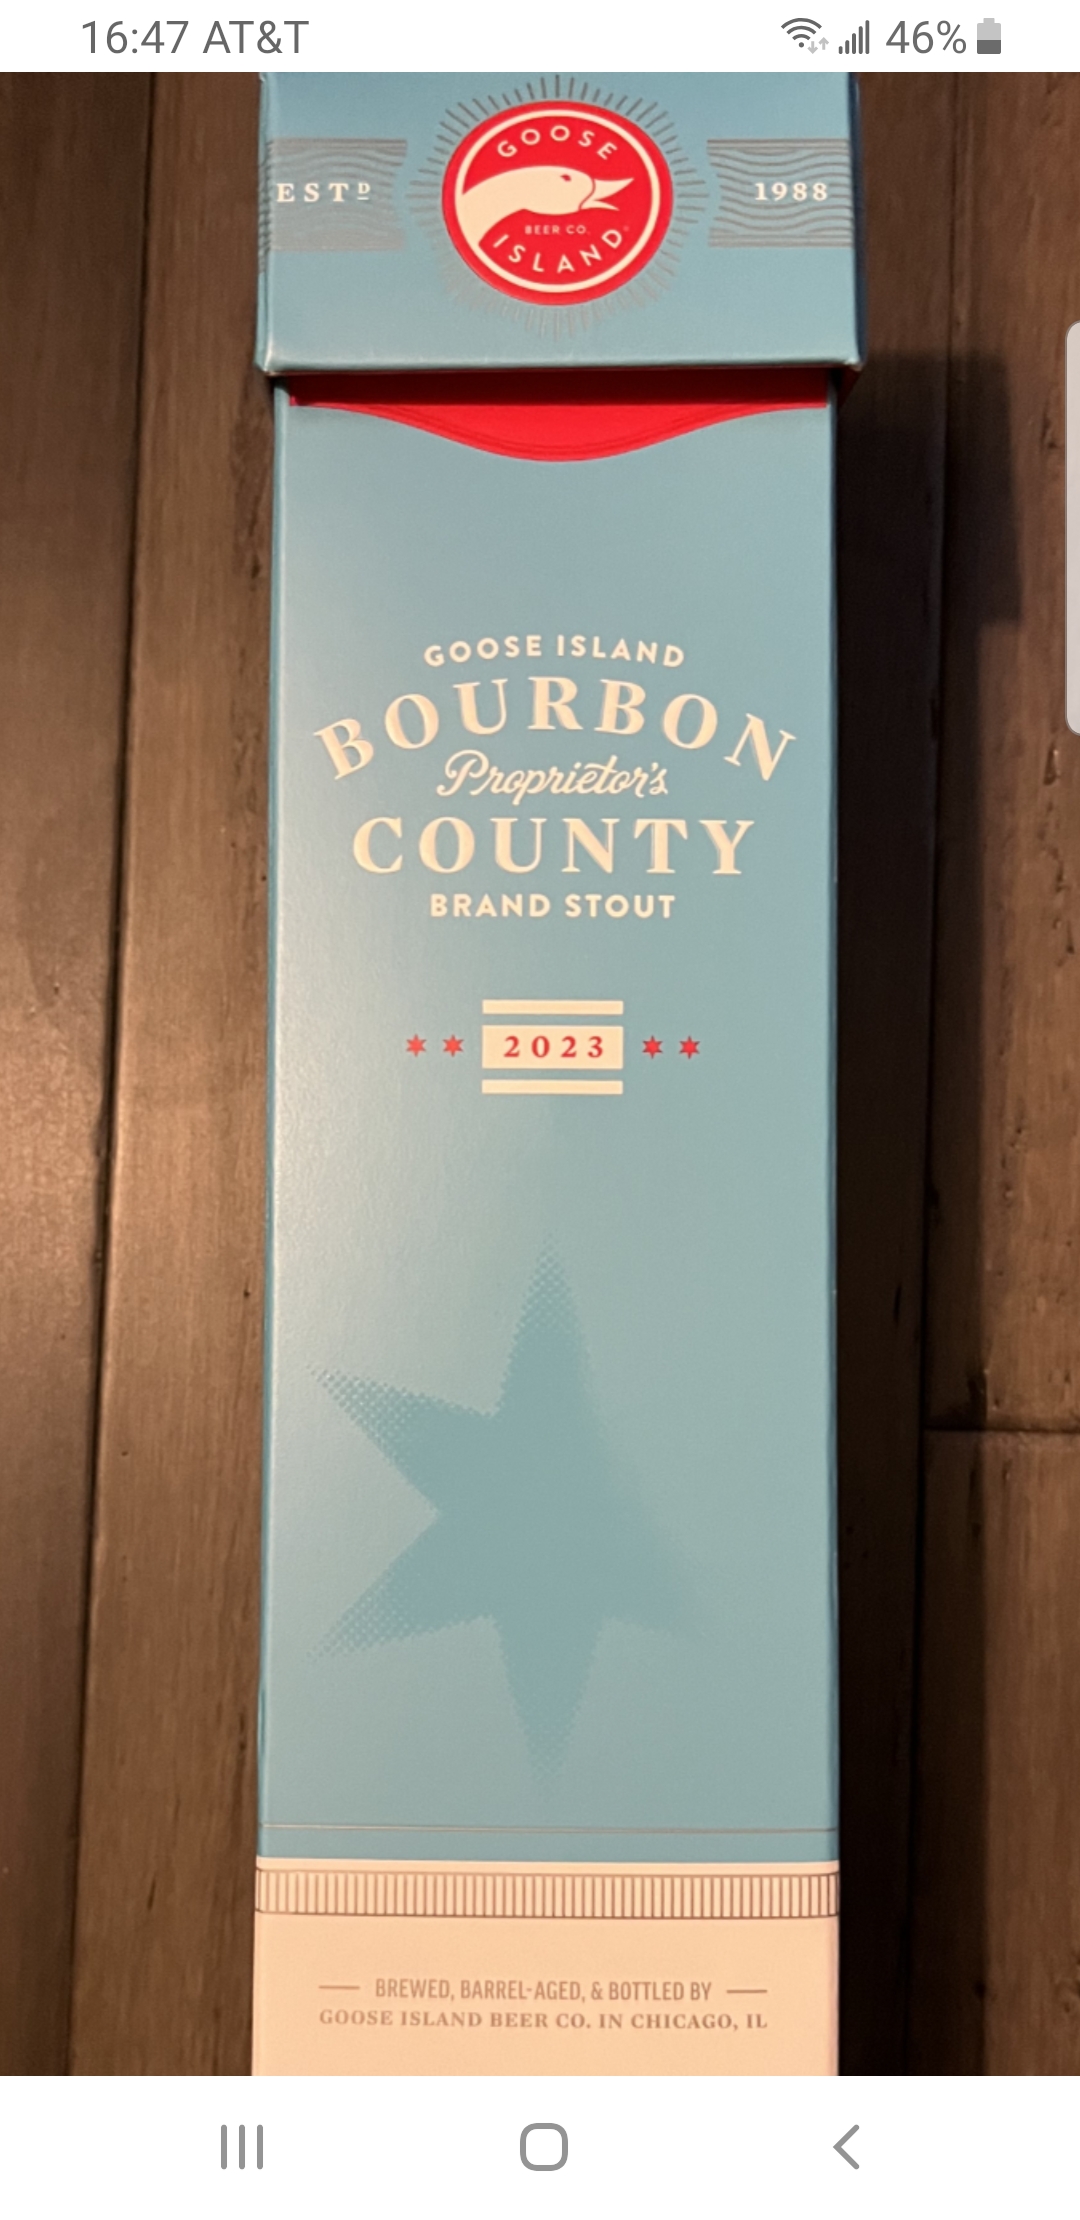 16:47 AT&T 46%
GOOSE
ESTD 1988
BEER CO.
ISLAND
GOOSE ISLAND
BOURBON
Proprietor's
COUNTY
BRAND STOUT
2023
BREWED, BARREL-AGED, & BOTTLED BY
GOOSE ISLAND BEER CO. IN CHICAGO, IL